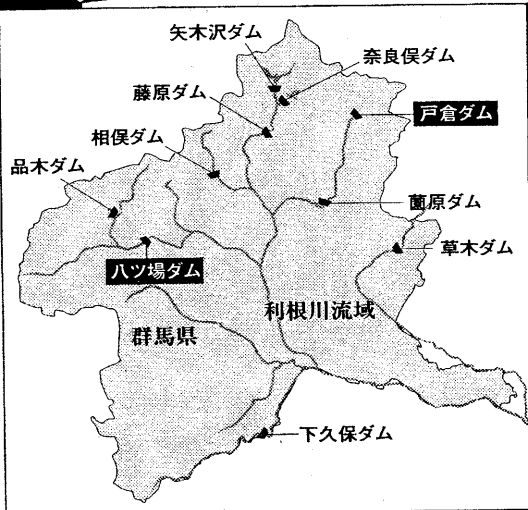 矢木沢ダム
奈良俣ダム
藤原ダム
戸倉ダム
相俣ダム
品木ダム
薗原ダム
草木ダム
八ツ場ダム
利根川流域
群馬県
下久保ダム